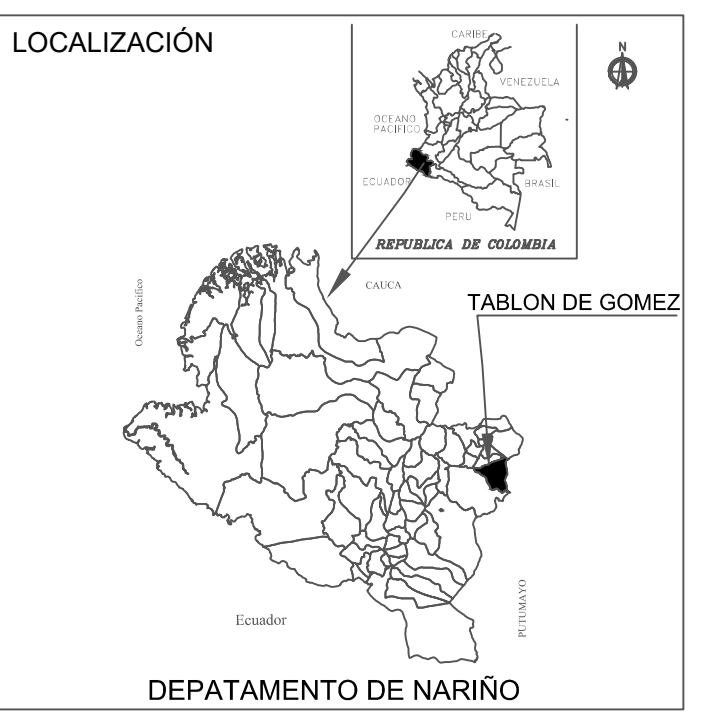 LOCALIZACIÓN
CARIBE
N
VENEZUELA
OCEANO
PACIFICO
ECUADOR
BRASIL
PERU
REPUBLICA DE COLOMBIA
Oceano Pacifico
CAUCA
TABLON DE GOMEZ
Ecuador
PUTUMAYO
DEPATAMENTO DE NARIÑO